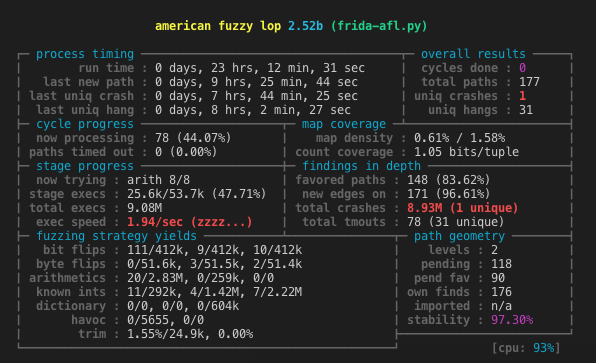 american fuzzy lop 2.52b (frida-afl.py)
process timing overall results
run time : 0 days, 23 hrs, 12 min, 31 sec cycles done : 0
last new path : 0 days, 9 hrs, 25 min, 44 sec total paths : 177
last uniq crash : 0 days, 7 hrs, 44 min, 25 sec uniq crashes : 1
last uniq hang : 0 days, 8 hrs, 2 min, 27 sec uniq hangs : 31
cycle progress map coverage
now processing : 78 (44.07%) map density : 0.61% / 1.58%
paths timed out : 0 (0.00%) count coverage : 1.05 bits/tuple
stage progress findings in depth
now trying : arith 8/8 favored paths : 148 (83.62%)
stage execs : 25.6k/53.7k (47.71%) new edges on : 171 (96.61%)
total execs : 9.08M total crashes : 8.93M (1 unique)
exec speed : 1.94/sec (zzzz...) total tmouts : 78 (31 unique)
fuzzing strategy yields path geometry
bit flips : 111/412k, 9/412k, 10/412k levels : 2
byte flips : 0/51.6k, 3/51.5k, 2/51.4k pending : 118
arithmetics : 20/2.83M, 0/259k, 0/0 pend fav : 90
known ints : 11/292k, 4/1.42M, 7/2.22M own finds : 176
dictionary : 0/0, 0/0, 0/604k imported : n/a
havoc : 0/5655, 0/0 stability : 97.30%
trim : 1.55%/24.9k, 0.00%
[cpu: 93%]